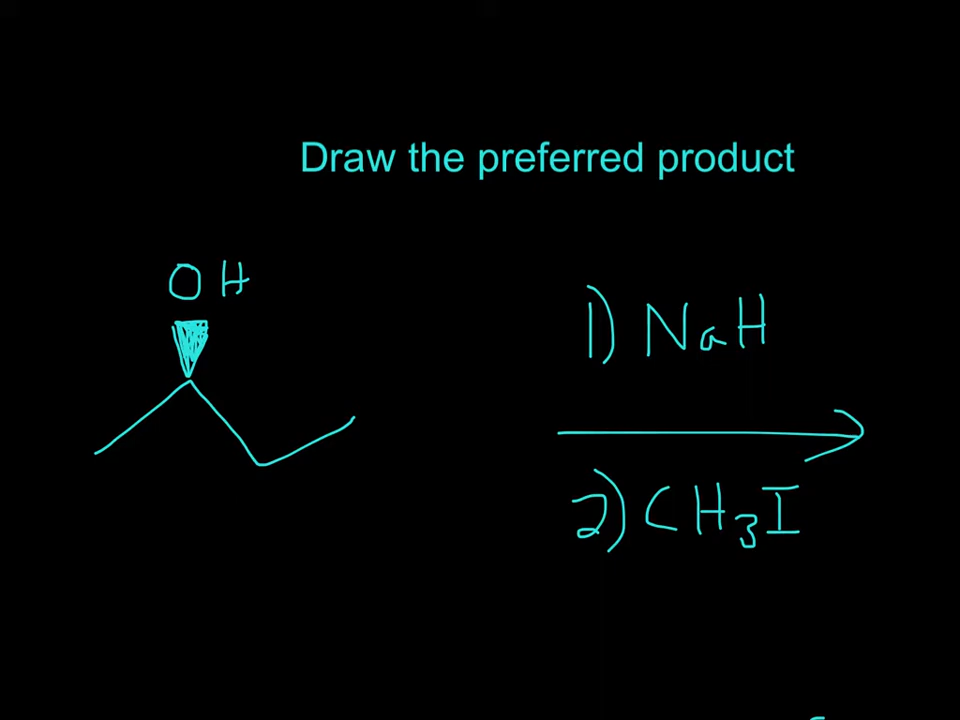 Draw the preferred product
OH
1) NaH
2) CH3I